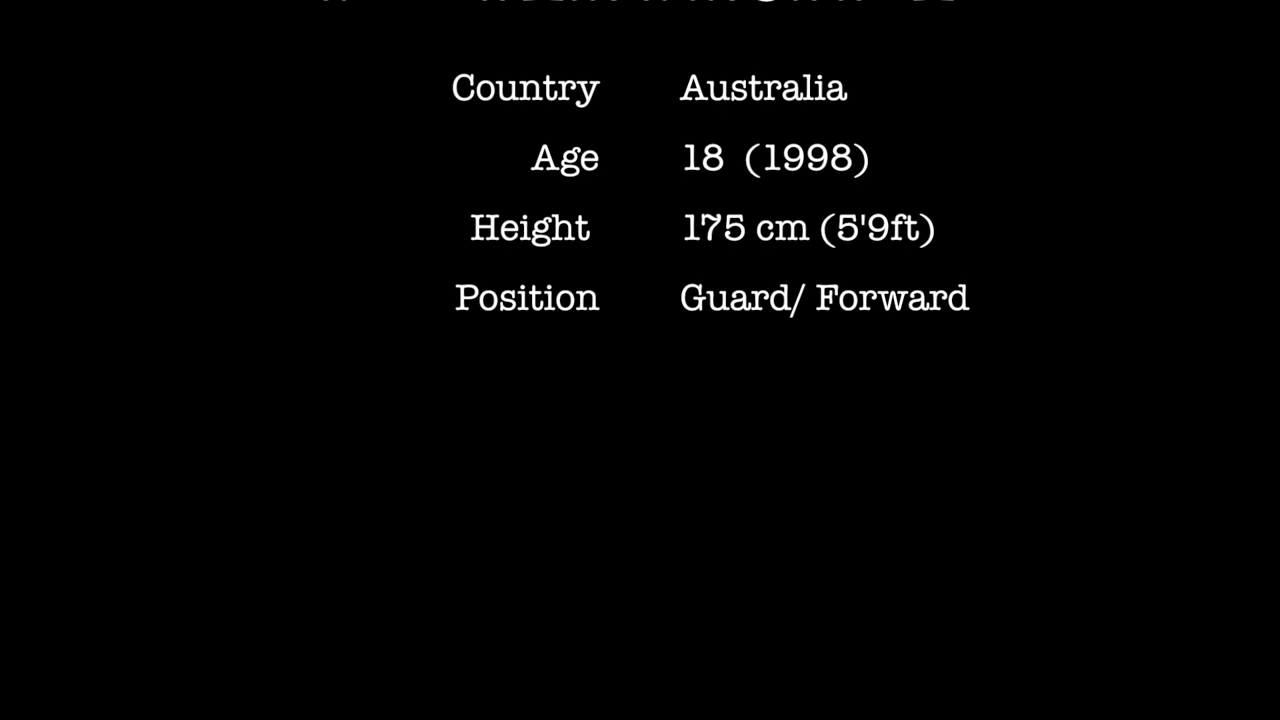 Country Australia
Age 18 (1998)
Height 175 cm (5'9ft)
Position Guard/ Forward